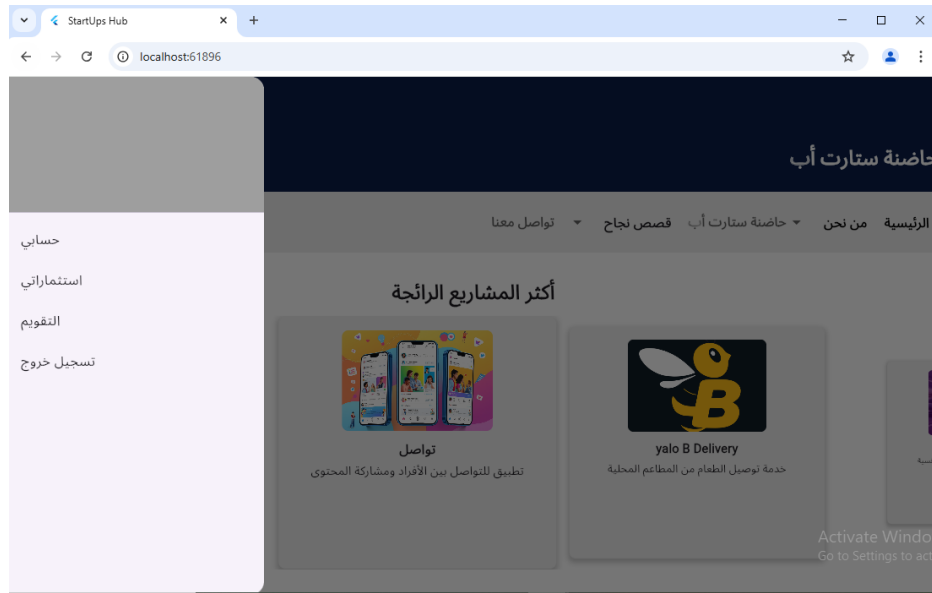 StartUps Hub
localhost:61896
حاضنة ستارت أب
الرئيسية من نحن حاضنة ستارت أب قصص نجاح تواصل معنا
حسابي
استثماراتي
التقويم
تسجيل خروج
أكثر المشاريع الرائجة
yalo B Delivery
خدمة توصيل الطعام من المطاعم المحلية
تواصل
تطبيق للتواصل بين الأفراد ومشاركة المحتوى
Activate Windo
Go to Settings to act